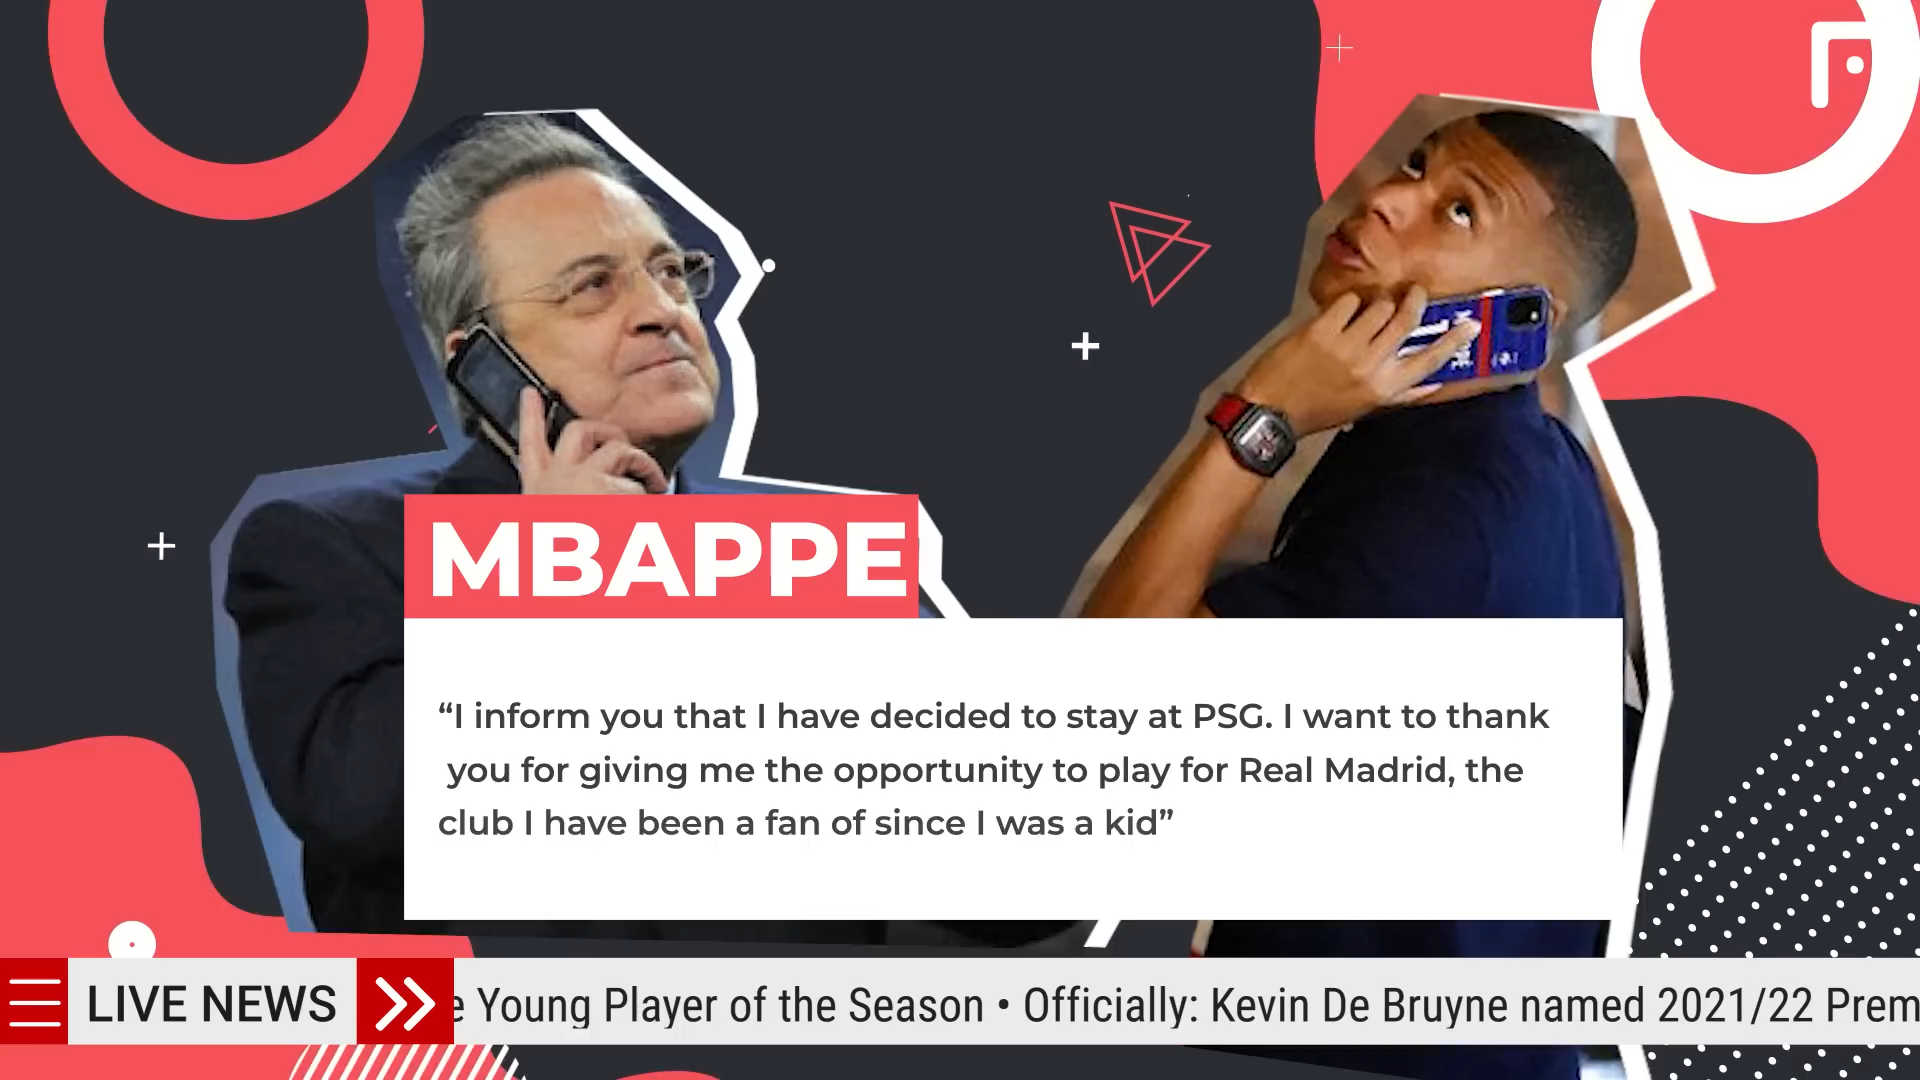 MBAPPE
“I inform you that I have decided to stay at PSG. I want to thank
you for giving me the opportunity to play for Real Madrid, the
club I have been a fan of since I was a kid”
LIVE NEWS
Young Player of the Season • Officially: Kevin De Bruyne named 2021/22 Prem